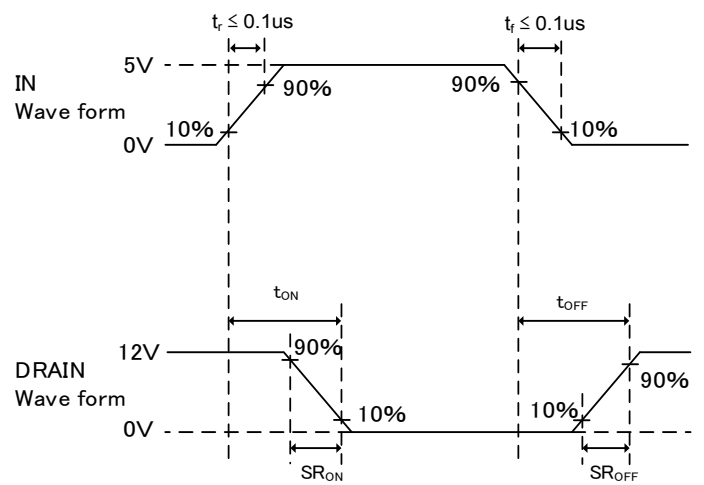 tr ≤ 0.1us
tf ≤ 0.1us
5V
IN
Wave form
90%
90%
10%
10%
0V
tON
tOFF
12V
90%
DRAIN
Wave form
90%
10%
10%
0V
SRON
SROFF